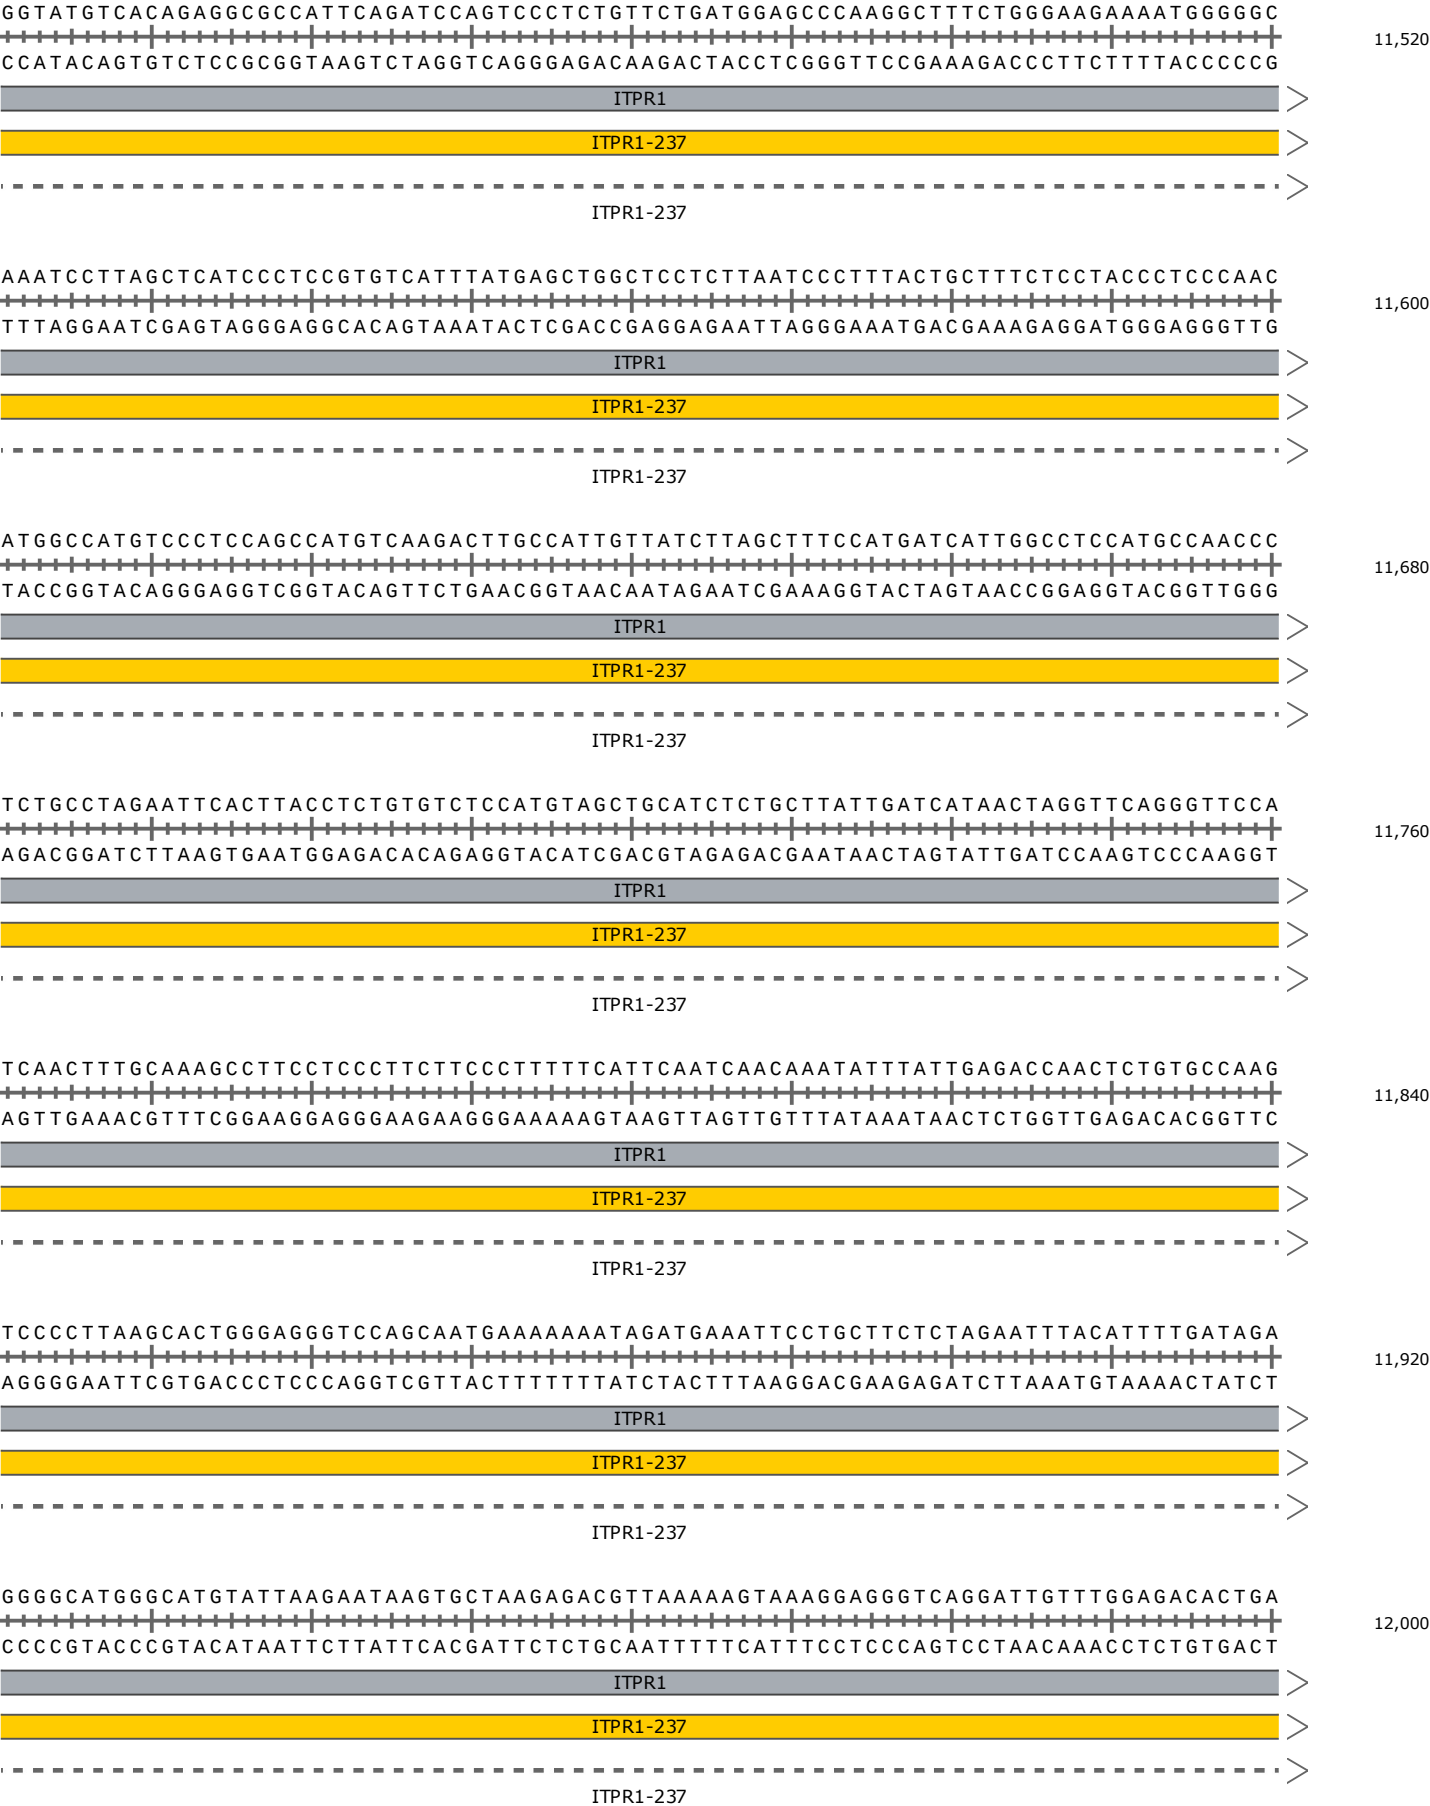 GGTATGTCACAGAGGCGCCATTCAGATCCAGTCCCTCTGTTCTGATGGAGCCCAAGGCTTTCTGGGAAGAAAATGGGGGC
11,520
CCATACAGTGTCTCCGCGGTAAGTCTAGGTCAGGGAGACAAGACTACCTCGGGTTCCGAAAGACCCTTCTTTTACCCCCG
ITPR1
ITPR1-237
ITPR1-237
AAATCCTTAGCTCATCCCTCCGTGTCATTTATGAGCTGGCTCCTCTTAATCCCTTTACTGCTTTCTCCTACCCTCCCAAC
11,600
TTTAGGAATCGAGTAGGGAGGCACAGTAAATACTCGACCGAGGAGAATTAGGGAAATGACGAAAGAGGATGGGAGGGTTG
ITPR1
ITPR1-237
ITPR1-237
ATGGCCATGTCCCTCCAGCCATGTCAAGACTTGCCATTGTTATCTTAGCTTTCCATGATCATTGGCCTCCATGCCAACCC
11,680
TACCGGTACAGGGAGGTCGGTACAGTTCTGAACGGTAACAATAGAATCGAAAGGTACTAGTAACCGGAGGTACGGTTGGG
ITPR1
ITPR1-237
ITPR1-237
TCTGCCTAGAATTCACTTACCTCTGTGTCTCCATGTAGCTGCATCTCTGCTTATTGATCATAACTAGGTTCAGGGTTCCA
11,760
AGACGGATCTTAAGTGAATGGAGACACAGAGGTACATCGACGTAGAGACGAATAACTAGTATTGATCCAAGTCCCAAGGT
ITPR1
ITPR1-237
ITPR1-237
TCAACTTTGCAAAGCCTTCCTCCCTTCTTCCCTTTTTCATTCAATCAACAAATATTTATTGAGACCAACTCTGTGCCAAG
11,840
AGTTGAAACGTTTCGGAAGGAGGGAAGAAGGGAAAAAGTAAGTTAGTTGTTTATAAATAACTCTGGTTGAGACACGGTTC
ITPR1
ITPR1-237
ITPR1-237
TCCCCTTAAGCACTGGGAGGGTCCAGCAATGAAAAAAATAGATGAAATTCCTGCTTCTCTAGAATTTACATTTTGATAGA
11,920
AGGGGAATTCGTGACCCTCCCAGGTCGTTACTTTTTTTATCTACTTTAAGGACGAAGAGATCTTAAATGTAAAACTATCT
ITPR1
ITPR1-237
ITPR1-237
GGGGCATGGGCATGTATTAAGAATAAGTGCTAAGAGACGTTAAAAAGTAAAGGAGGGTCAGGATTGTTTGGAGACACTGA
12,000
CCCCGTACCCGTACATAATTCTTATTCACGATTCTCTGCAATTTTTCATTTCCTCCCAGTCCTAACAAACCTCTGTGACT
ITPR1
ITPR1-237
ITPR1-237